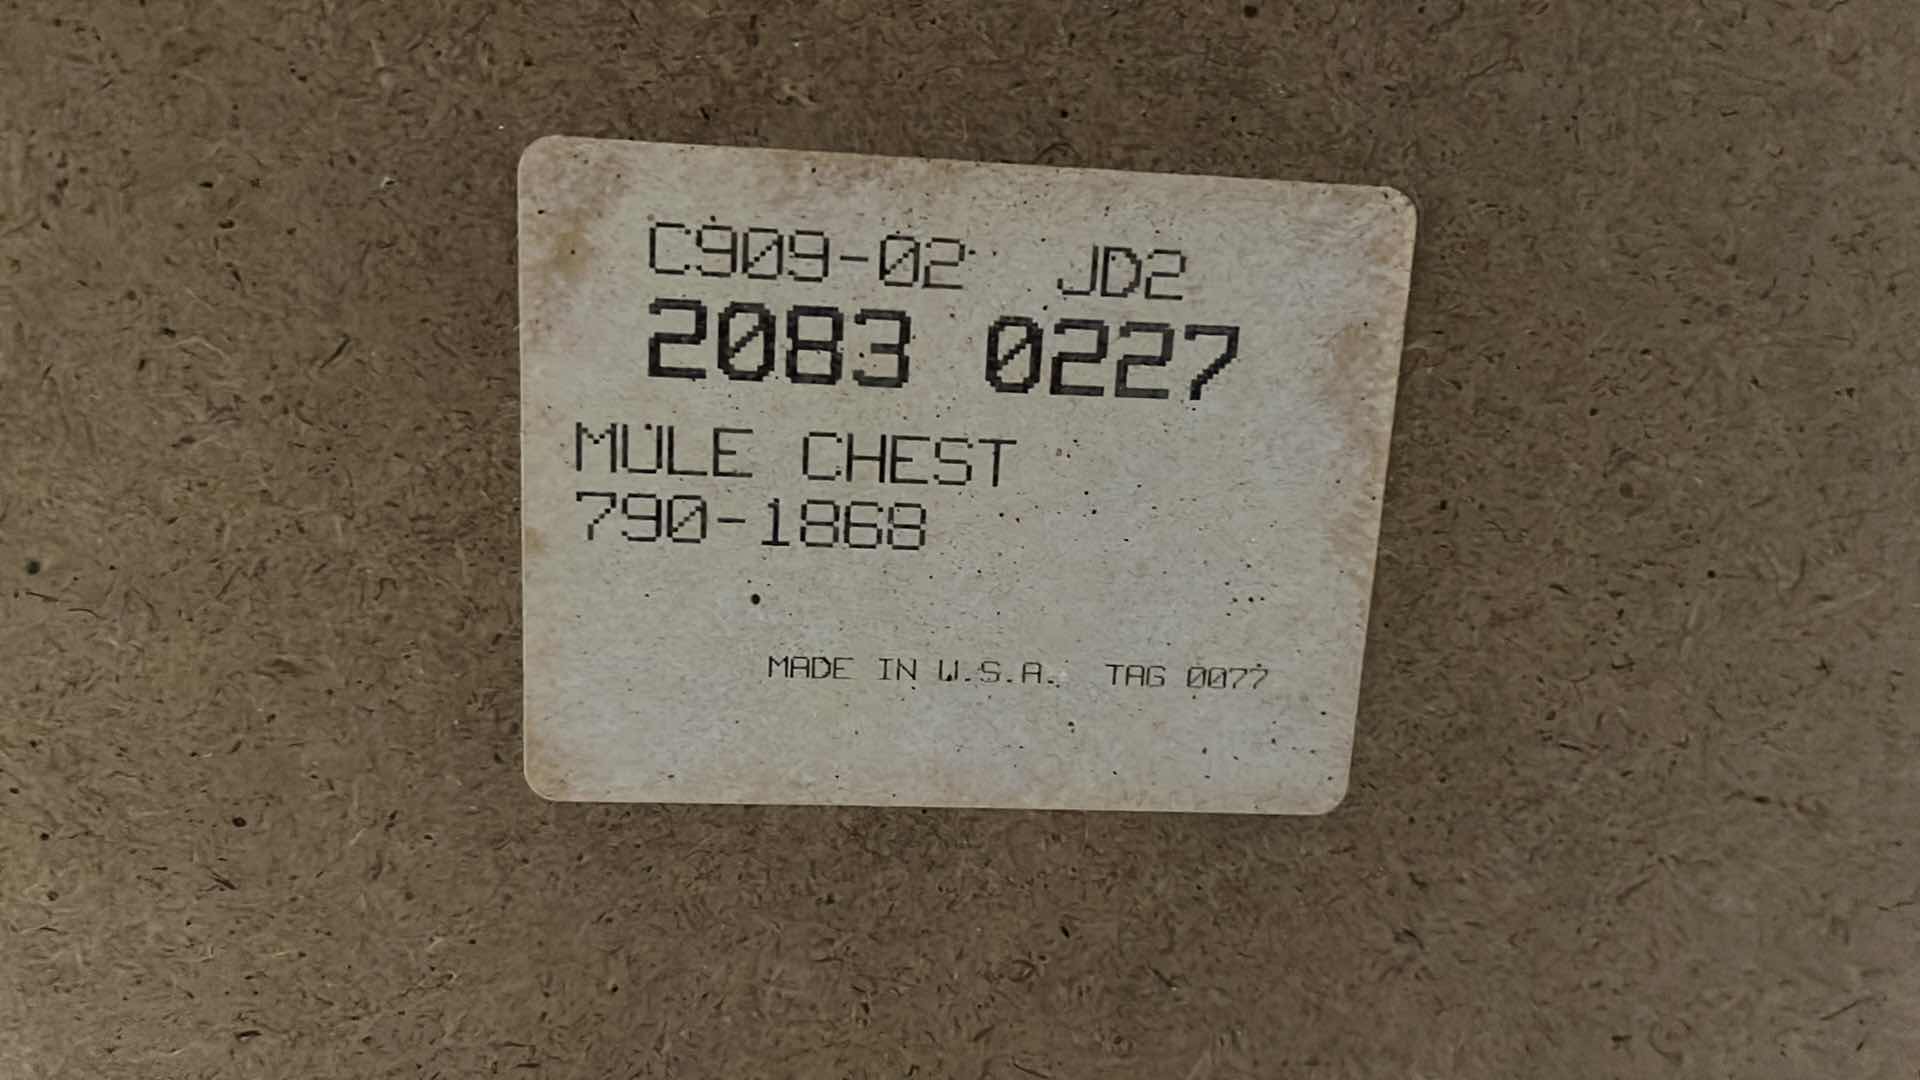 C909-02 JD2
2083 0227
MULE CHEST
790-1868
MADE IN U.S.A. TAG 0077